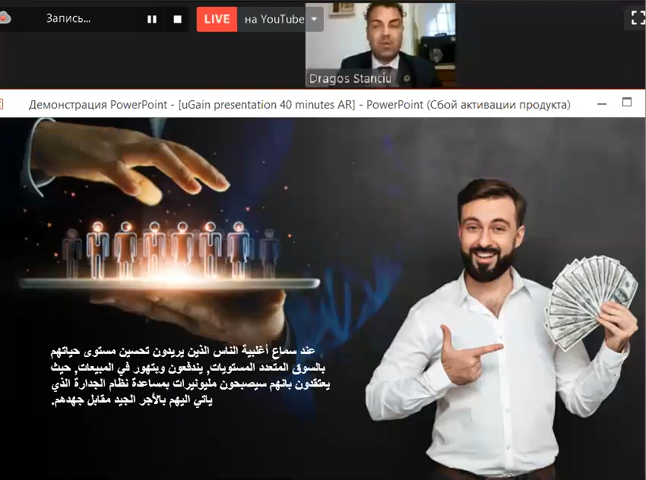 Запись...
LIVE на YouTube
Dragos Stanciu
Демонстрация PowerPoint - [uGain presentation 40 minutes AR] - PowerPoint (Сбой активации продукта)
عند سماع أغلبية الناس الذين يريدون تحسين مستوى حياتهم
بالسوق المتعدد المستويات, يندفعون وبتهور في المبيعات, حيث
يعتقدون بانهم سيصبحون مليونيرات بمساعدة نظام الجدارة الذي
ياتي اليهم بالأجر الجيد مقابل جهدهم.